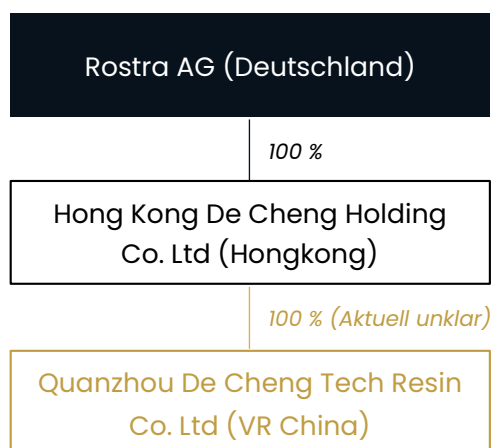 Rostra AG (Deutschland)
100 %
Hong Kong De Cheng Holding
Co. Ltd (Hongkong)
100 % (Aktuell unklar)
Quanzhou De Cheng Tech Resin
Co. Ltd (VR China)